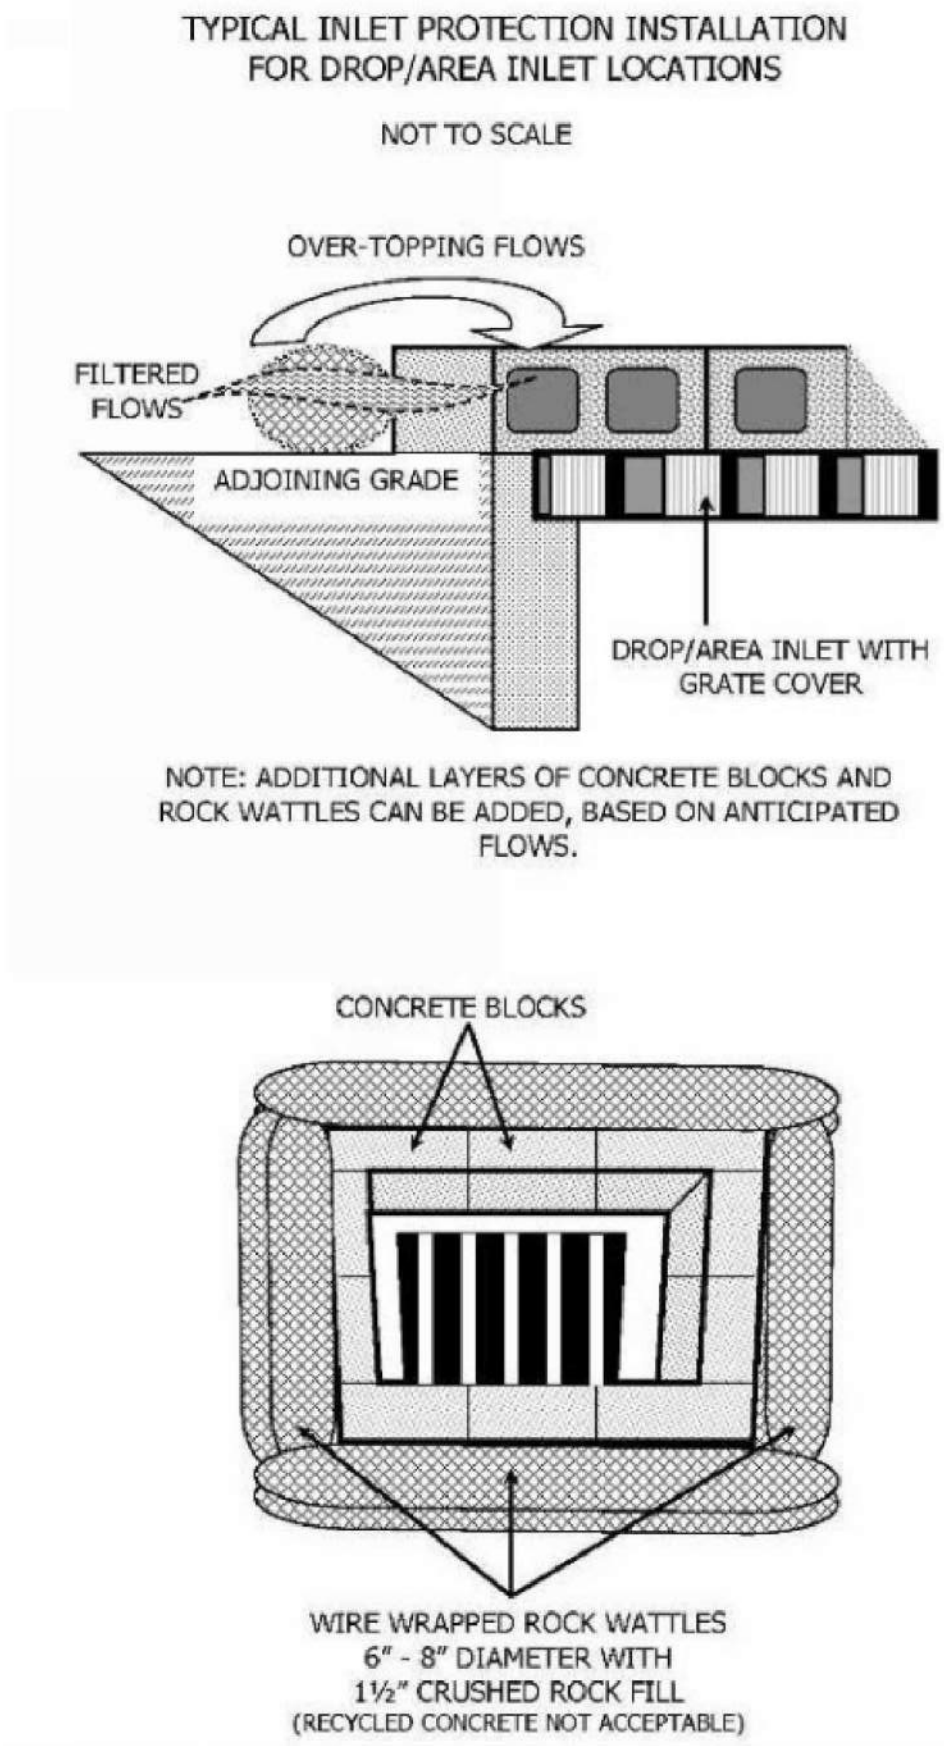 TYPICAL INLET PROTECTION INSTALLATION
FOR DROP/AREA INLET LOCATIONS
NOT TO SCALE
OVER-TOPPING FLOWS
FILTERED
FLOWS
ADJOINING GRADE
DROP/AREA INLET WITH
GRATE COVER
NOTE: ADDITIONAL LAYERS OF CONCRETE BLOCKS AND
ROCK WATTLES CAN BE ADDED, BASED ON ANTICIPATED
FLOWS.
CONCRETE BLOCKS
WIRE WRAPPED ROCK WATTLES
6" - 8" DIAMETER WITH
1½" CRUSHED ROCK FILL
(RECYCLED CONCRETE NOT ACCEPTABLE)